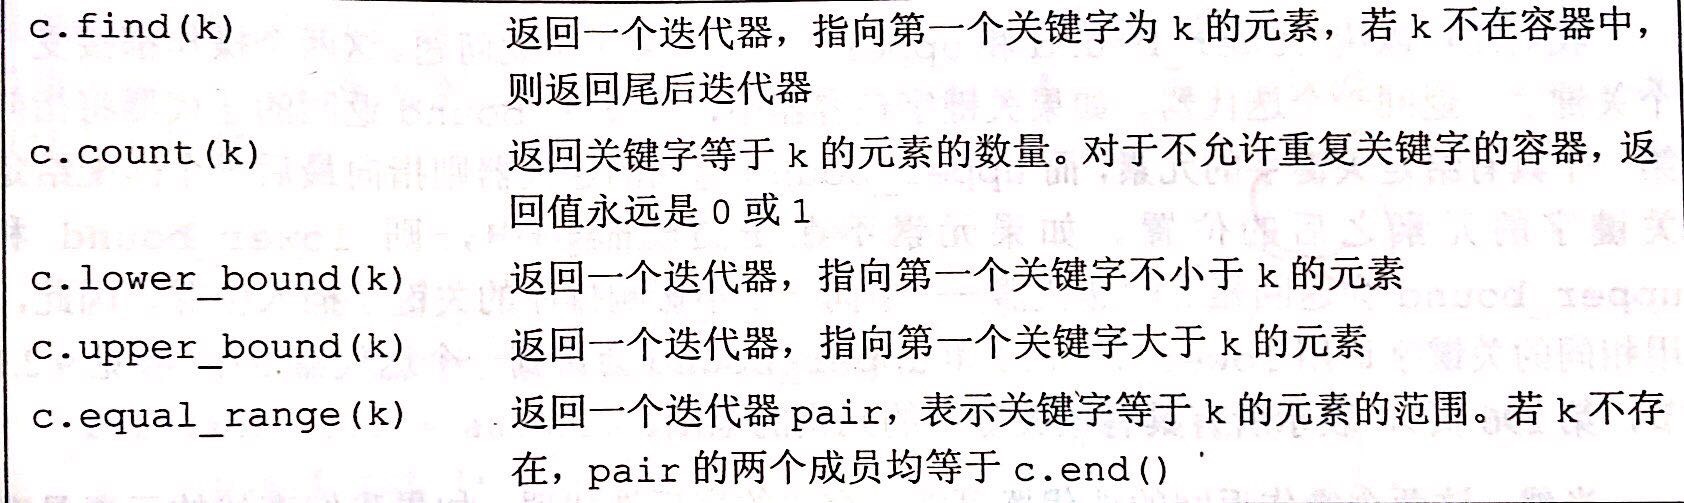 c.find(k) 返回一个迭代器，指向第一个关键字为 k 的元素，若 k 不在容器中，
则返回尾后迭代器
c.count(k) 返回关键字等于 k 的元素的数量。对于不允许重复关键字的容器，返
回值永远是 0 或 1
c.lower_bound(k) 返回一个迭代器，指向第一个关键字不小于 k 的元素
c.upper_bound(k) 返回一个迭代器，指向第一个关键字大于 k 的元素
c.equal_range(k) 返回一个迭代器 pair，表示关键字等于 k 的元素的范围。若 k 不存
在，pair 的两个成员均等于 c.end()